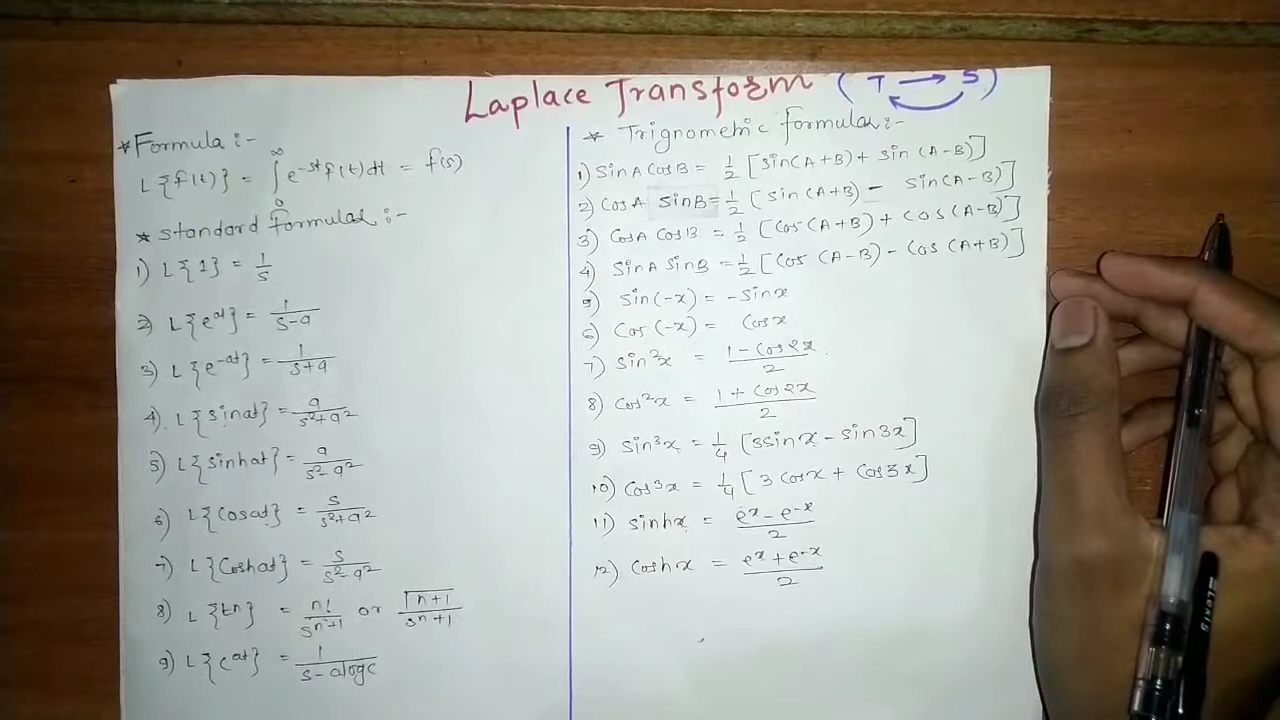 Laplace Transform ( T → S )
*Formula :-
L{f(t)} = ∫₀^∞ e^-st f(t)dt = f(s)
* standard formulas :-
1) L{1} = 1/s
2) L{e^at} = 1/(s-a)
3) L{e^-at} = 1/(s+a)
4) L{sinat} = a/(s²+a²)
5) L{sinhat} = a/(s²-a²)
6) L{cosat} = s/(s²+a²)
7) L{coshat} = s/(s²-a²)
8) L{t^n} = n!/s^n+1 or Γn+1/s^n+1
9) L{c^at} = 1/(s-alogc)
* Trignometric formulas :-
1) SinA CosB = 1/2 [sin(A+B) + sin(A-B)]
2) CosA sinB = 1/2 [sin(A+B) - sin(A-B)]
3) CosA CosB = 1/2 [cos(A+B) + cos(A-B)]
4) SinA SinB = 1/2 [cos(A-B) - cos(A+B)]
5) sin(-x) = -sinx
6) Cos(-x) = Cosx
7) sin²x = (1-cos2x)/2
8) cos²x = (1+cos2x)/2
9) sin³x = 1/4 [3sinx - sin3x]
10) cos³x = 1/4 [3cosx + cos3x]
11) sinhx = (e^x - e^-x)/2
12) coshx = (e^x + e^-x)/2
LOXIS